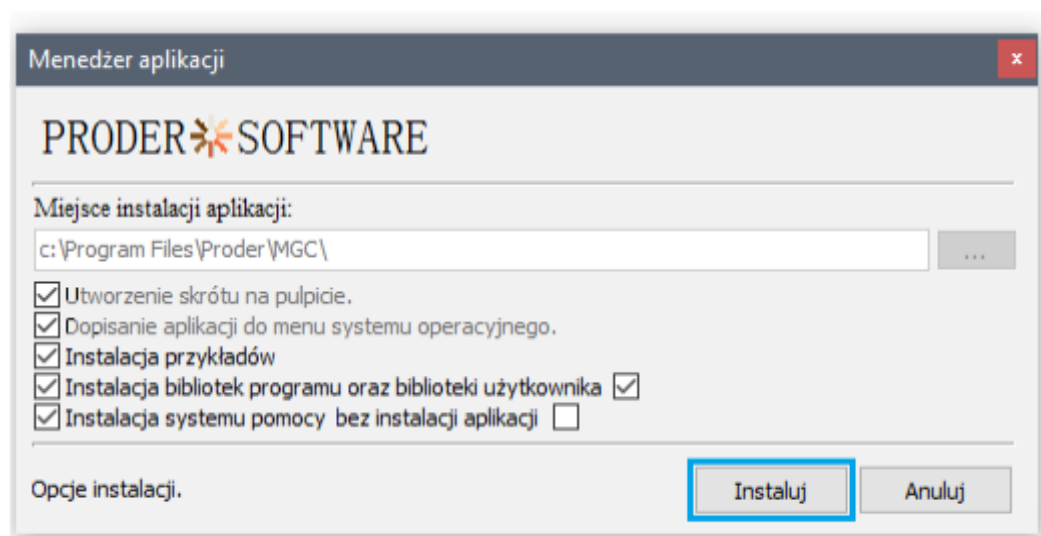 Menedżer aplikacji
x
PRODER SOFTWARE
Miejsce instalacji aplikacji:
c:\Program Files\Proder\MGC\
...
Utworzenie skrótu na pulpicie.
Dopisanie aplikacji do menu systemu operacyjnego.
Instalacja przykładów
Instalacja bibliotek programu oraz biblioteki użytkownika
Instalacja systemu pomocy bez instalacji aplikacji
Opcje instalacji.
Instaluj
Anuluj